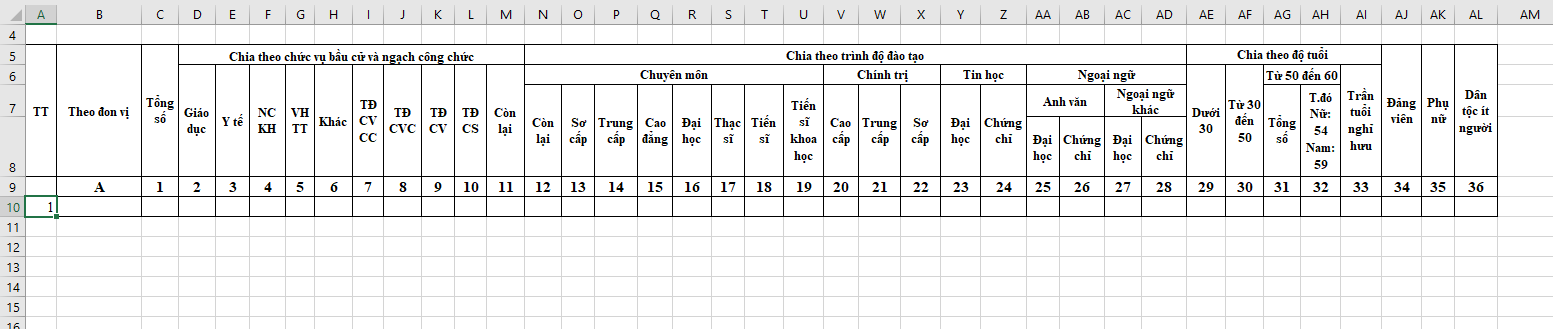 A B C D E F G H I J K L M N O P Q R S T U V W X Y Z AA AB AC AD AE AF AG AH AI AJ AK AL AM
4
5 Chia theo chức vụ bầu cử và ngạch công chức Chia theo trình độ đào tạo Chia theo độ tuổi
6 Chuyên môn Chính trị Tin học Ngoại ngữ Từ 50 đến 60
7
8
TT
Theo đơn vị
Tổng
số
Giáo
dục
Y tế
NC
KH
VH
TT
Khác
TĐ
CV
CC
TĐ
CVC
TĐ
CV
TĐ
CS
Còn
lại
Còn
lại
Sơ
cấp
Trung
cấp
Cao
đẳng
Đại
học
Thạc
sĩ
Tiến
sĩ
Tiến
sĩ
khoa
học
Cao
cấp
Trung
cấp
Sơ
cấp
Đại
học
Chứng
chỉ
Anh văn
Đại
học
Chứng
chỉ
Ngoại ngữ
khác
Đại
học
Chứng
chỉ
Dưới
30
Từ 30
đến
50
Tổng
số
T.đó
Nữ:
54
Nam:
59
Trần
tuổi
nghỉ
hưu
Đảng
viên
Phụ
nữ
Dân
tộc ít
người
9 A 1 2 3 4 5 6 7 8 9 10 11 12 13 14 15 16 17 18 19 20 21 22 23 24 25 26 27 28 29 30 31 32 33 34 35 36
10 1
11
12
13
14
15
16